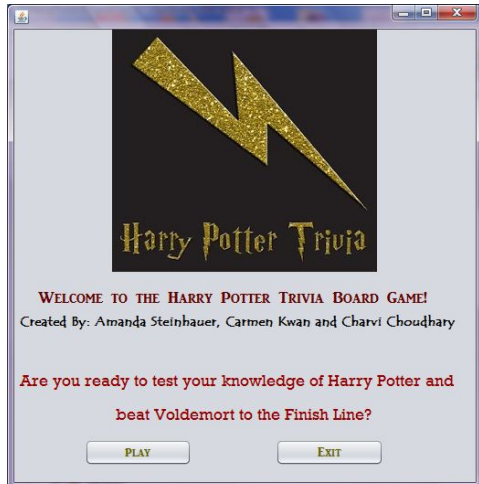 Harry Potter Trivia
WELCOME TO THE HARRY POTTER TRIVIA BOARD GAME!
Created By: Amanda Steinhauer, Carmen Kwan and Charvi Choudhary
Are you ready to test your knowledge of Harry Potter and
beat Voldemort to the Finish Line?
PLAY EXIT